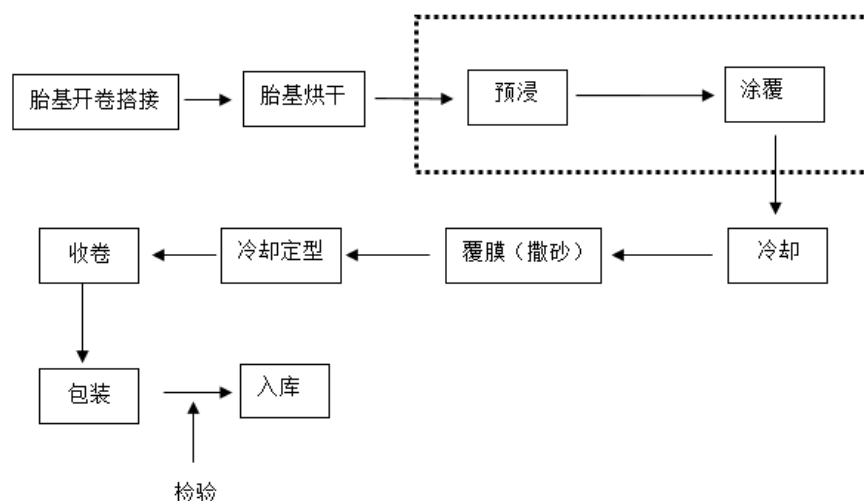 胎基开卷搭接
胎基烘干
预浸
涂覆
冷却
覆膜（撒砂）
冷却定型
收卷
包装
入库
检验